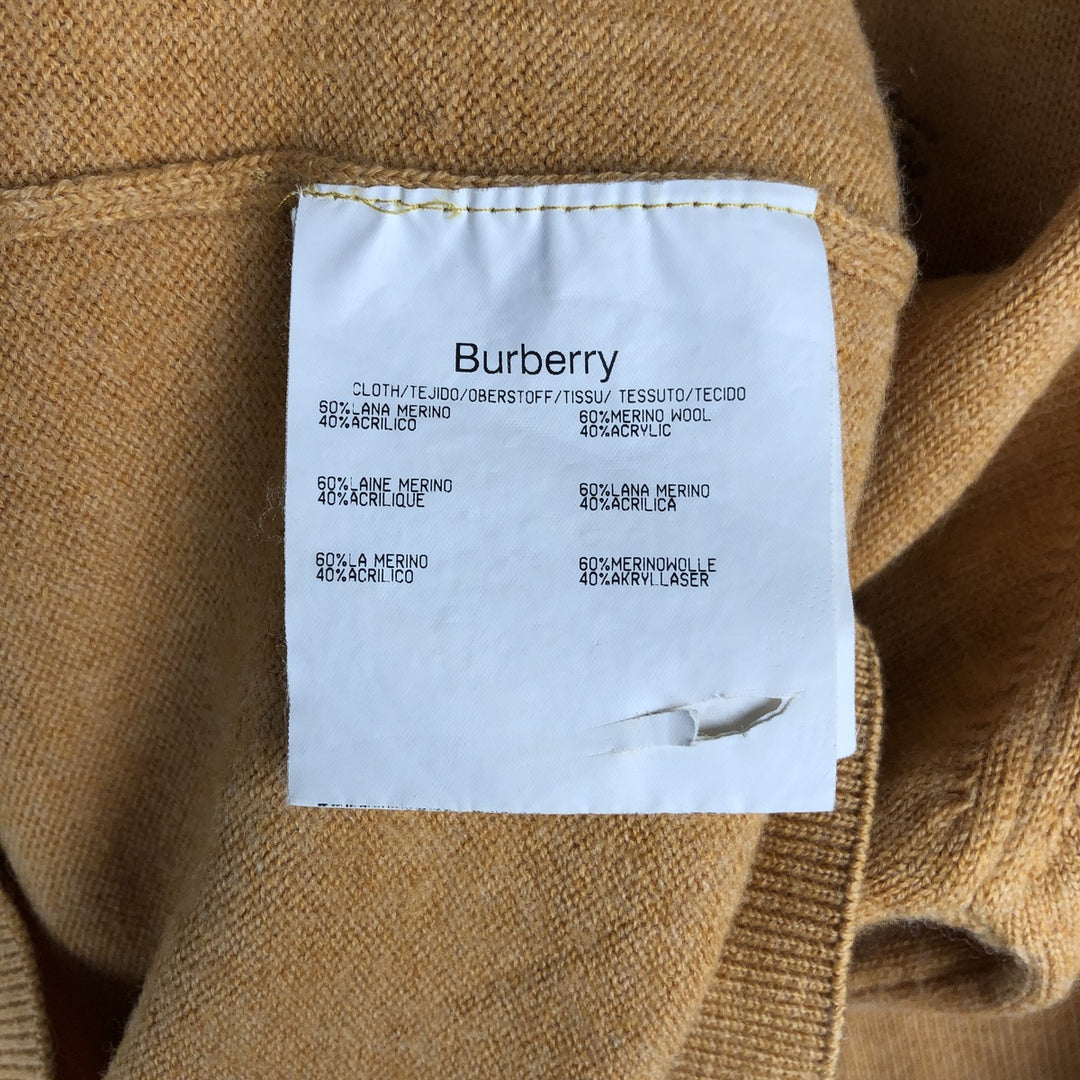 Burberry
CLOTH/TEJIDO/OBERSTOFF/TISSU/ TESSUTO/TECIDO
60%LANA MERINO
40%ACRILICO
60%MERINO WOOL
40%ACRYLIC
60%LAINE MERINO
40%ACRILIQUE
60%LANA MERINO
40%ACRILICA
60%LA MERINO
40%ACRILICO
60%MERINOWOLLE
40%AKRYLLASER